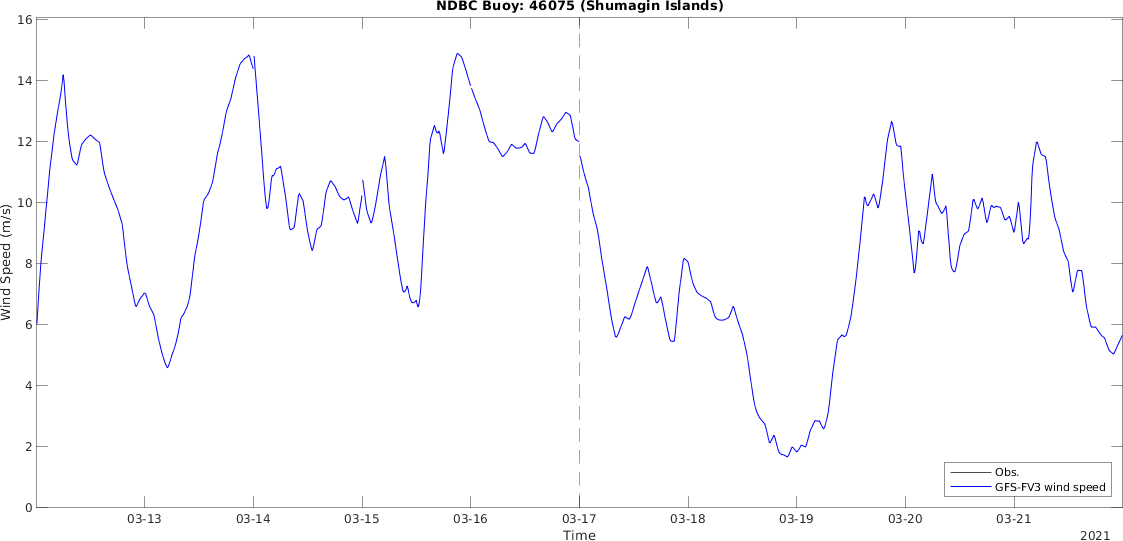 NDBC Buoy: 46075 (Shumagin Islands)
Wind Speed (m/s)
16
14
12
10
8
6
4
2
0
Obs.
GFS-FV3 wind speed
03-13 03-14 03-15 03-16 03-17 03-18 03-19 03-20 03-21
Time
2021